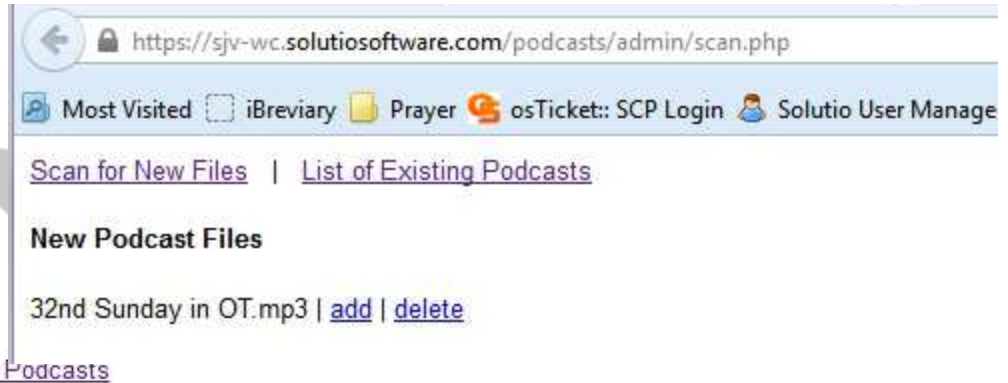 https://sjv-wc.solutiosoftware.com/podcasts/admin/scan.php
Most Visited iBreviary Prayer osTicket:: SCP Login Solutio User Manage
Scan for New Files | List of Existing Podcasts
New Podcast Files
32nd Sunday in OT.mp3 | add | delete
Podcasts